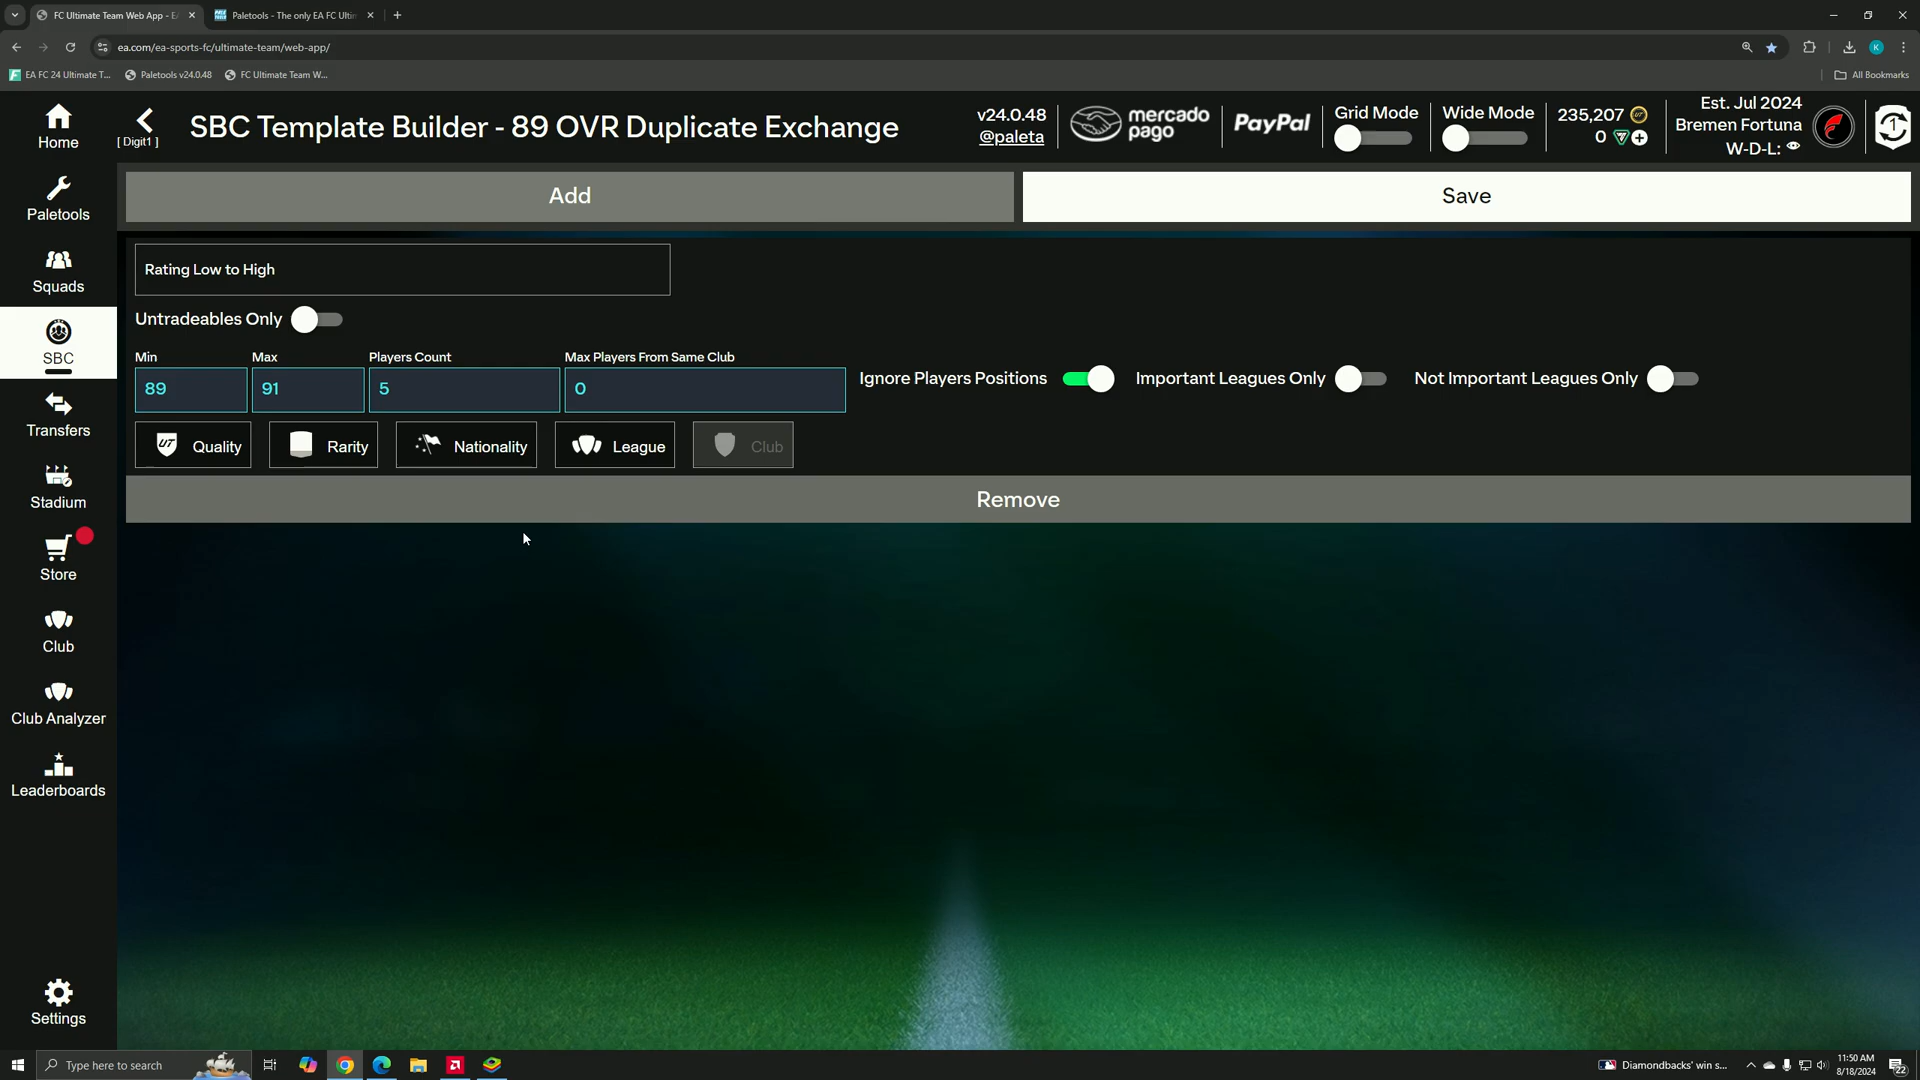 FC Ultimate Team Web App - EA
Paletools - The only EA FC Ultim
ea.com/ea-sports-fc/ultimate-team/web-app/
K
EA FC 24 Ultimate T...
Paletools v24.0.48
FC Ultimate Team W...
All Bookmarks
Home
[ Digit1 ]
SBC Template Builder - 89 OVR Duplicate Exchange
v24.0.48
@paleta
mercado
pago
PayPal
Grid Mode
Wide Mode
235,207
0
Est. Jul 2024
Bremen Fortuna
W-D-L:
1
Paletools
Squads
SBC
Transfers
Stadium
Store
Club
Club Analyzer
Leaderboards
Settings
Add
Save
Rating Low to High
Untradeables Only
Min
Max
Players Count
Max Players From Same Club
89
91
5
0
Ignore Players Positions
Important Leagues Only
Not Important Leagues Only
UT
Quality
Rarity
Nationality
League
Club
Remove
Type here to search
Diamondbacks' win s...
11:50 AM
8/18/2024
22